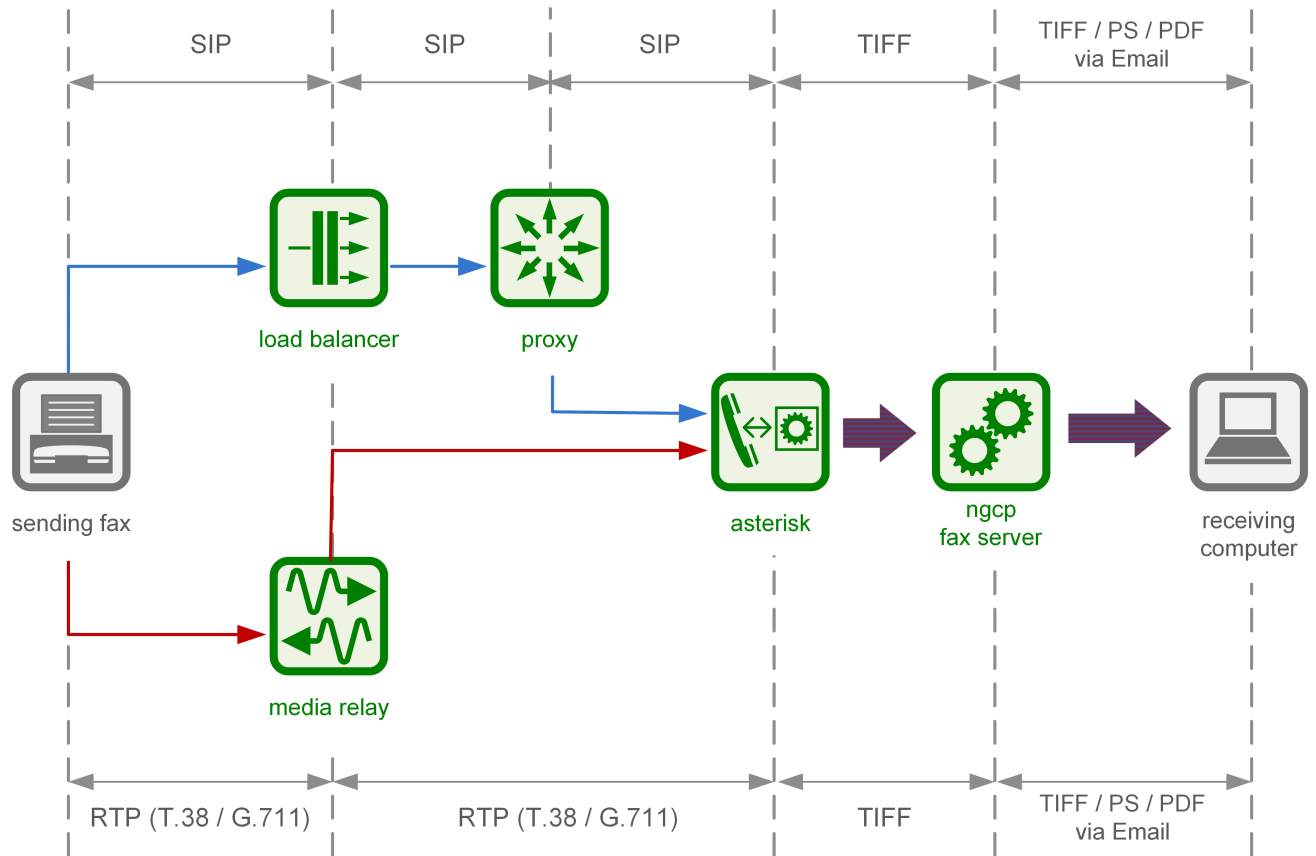 SIP
SIP
SIP
TIFF
TIFF / PS / PDF
via Email
load balancer
proxy
sending fax
asterisk
ngcp
fax server
receiving
computer
media relay
RTP (T.38 / G.711)
RTP (T.38 / G.711)
TIFF
TIFF / PS / PDF
via Email